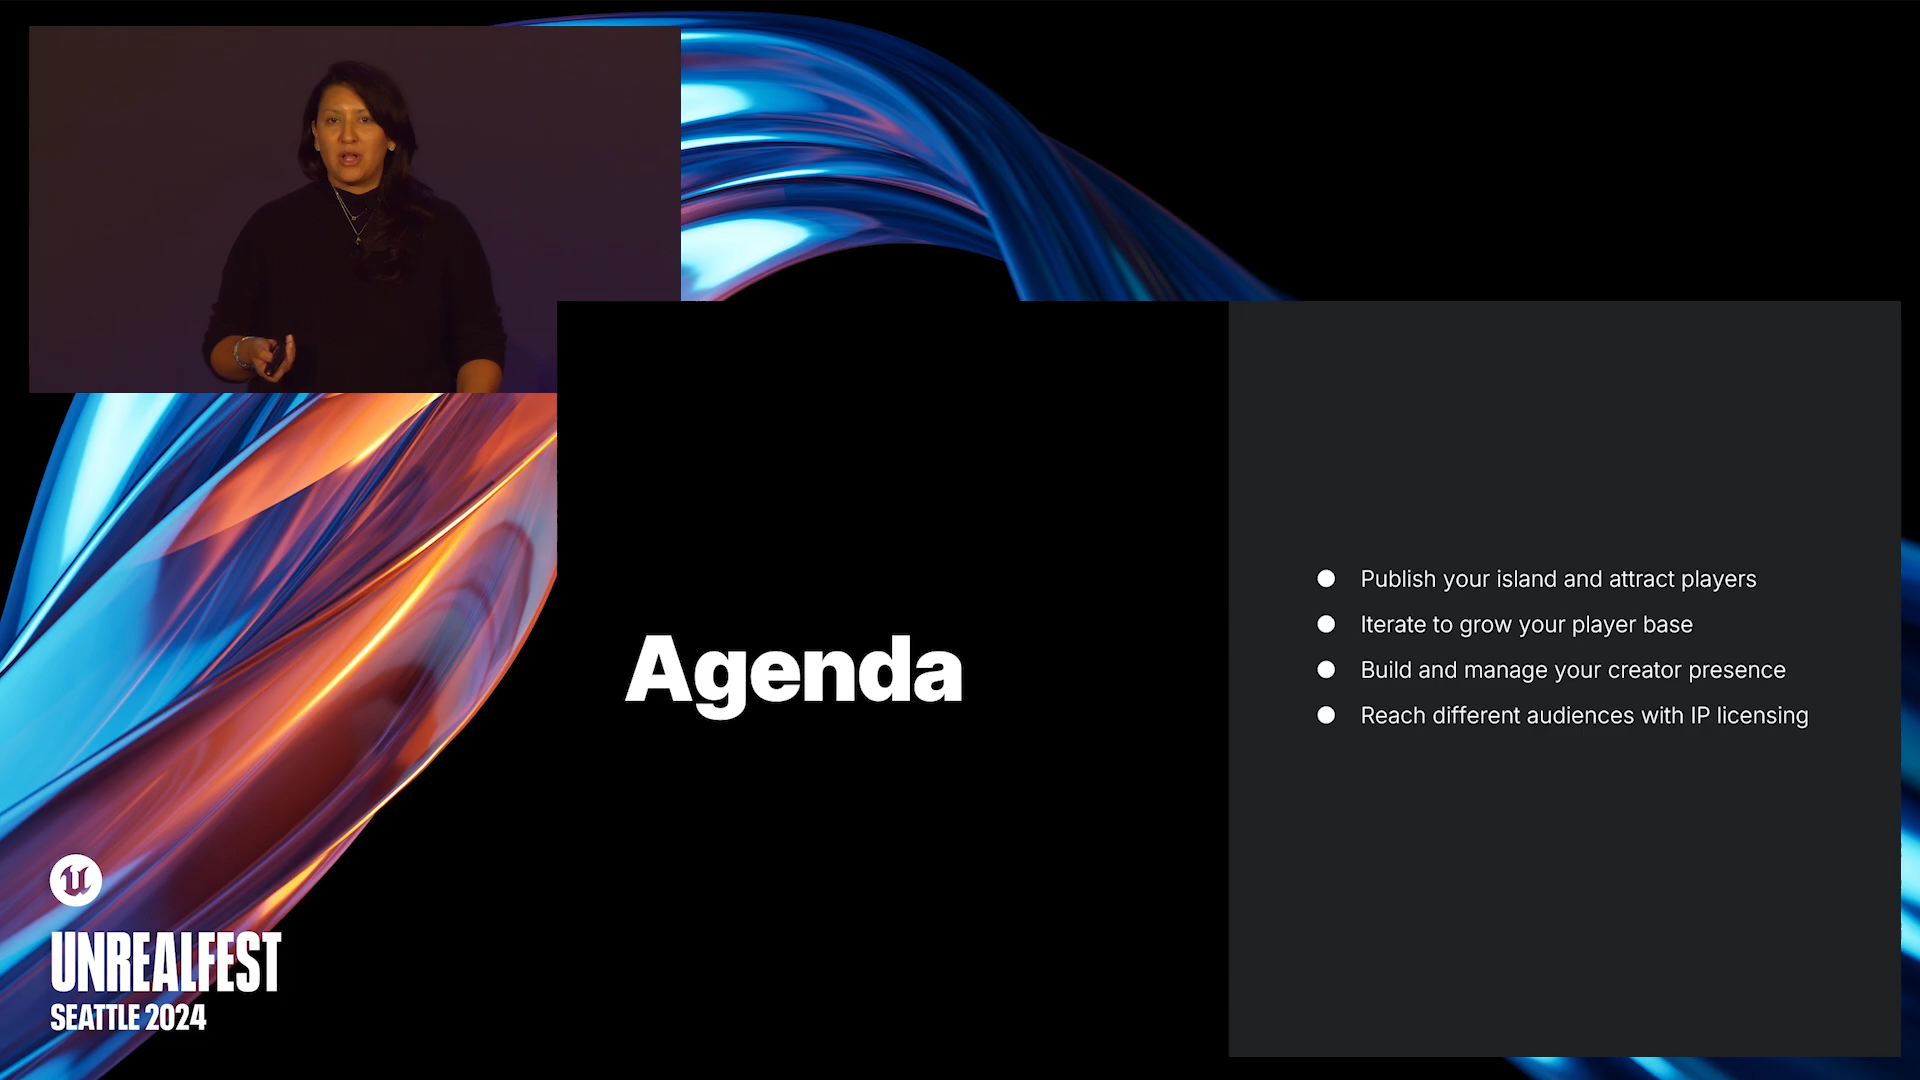 Agenda
Publish your island and attract players
Iterate to grow your player base
Build and manage your creator presence
Reach different audiences with IP licensing
UNREALFEST
SEATTLE 2024